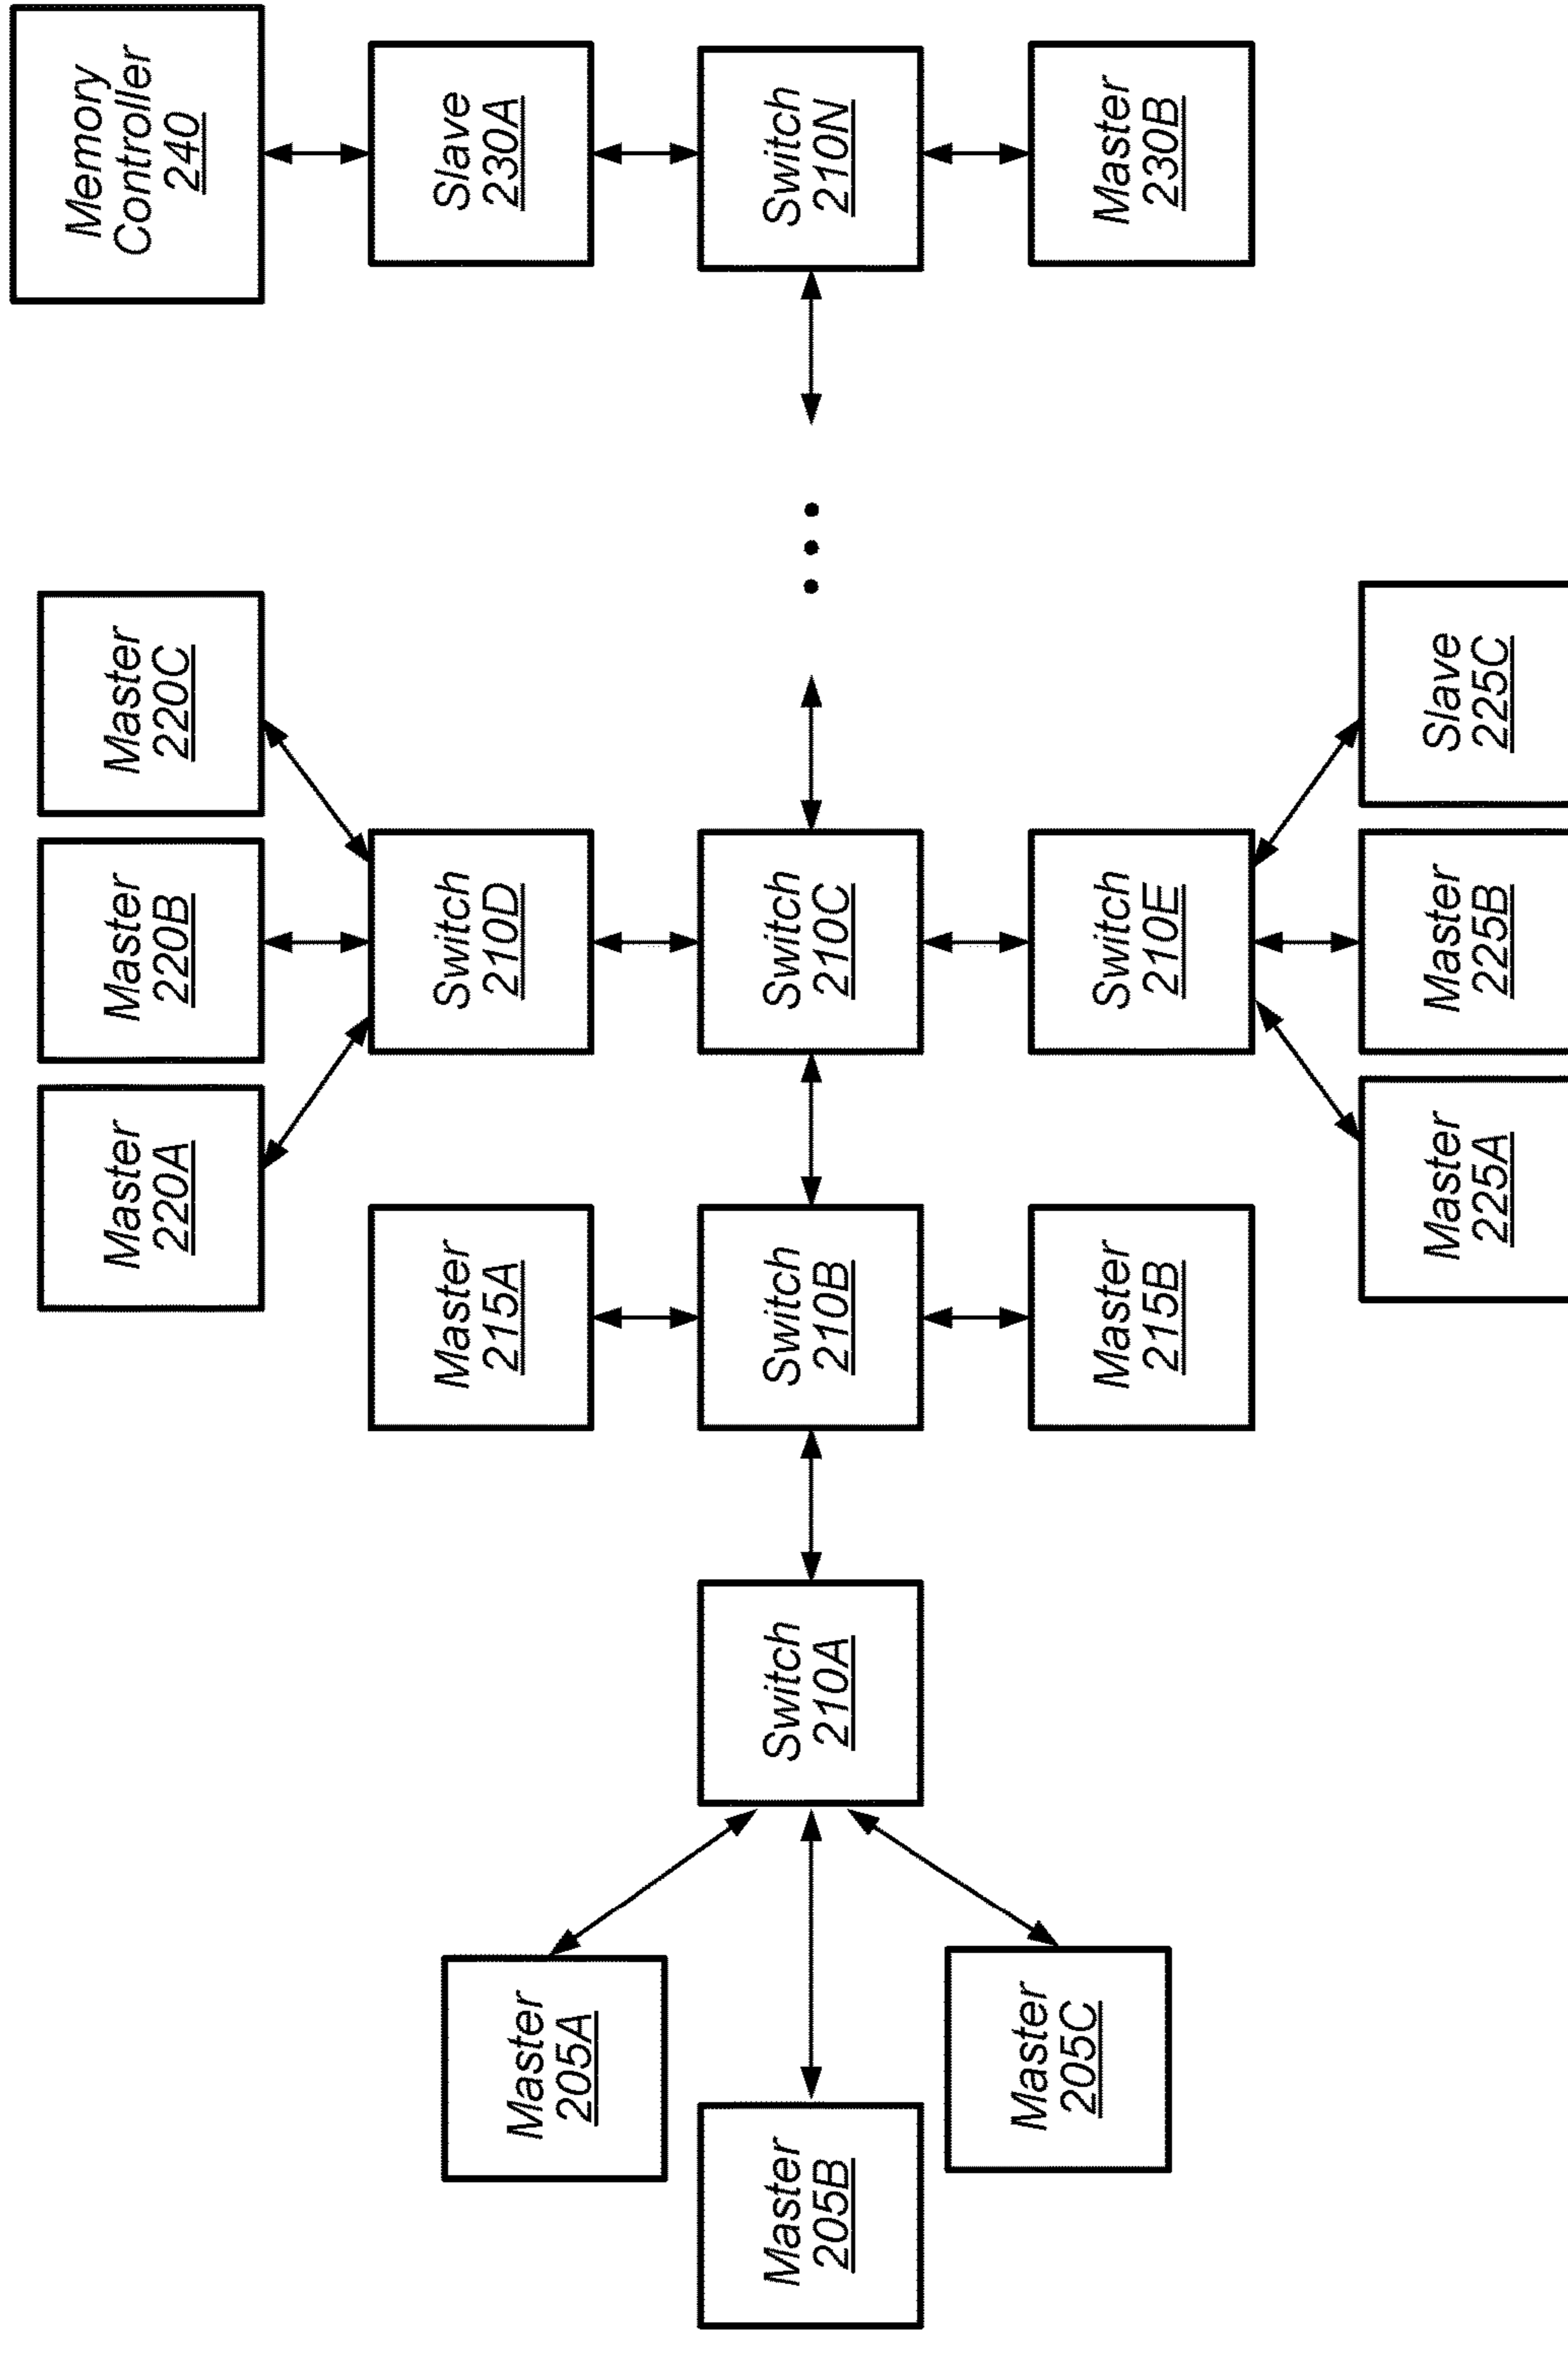 Memory
Controller
240
Master
220A
Master
220B
Master
220C
Master
215A
Switch
210D
Slave
230A
Master
205A
Master
205B
Switch
210A
Switch
210B
Switch
210C
Switch
210N
Master
205C
Master
215B
Switch
210E
Master
230B
Master
225A
Master
225B
Slave
225C